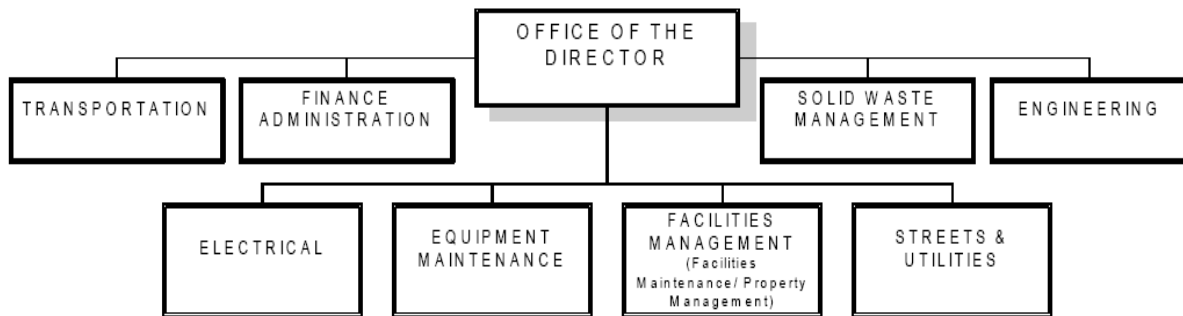 OFFICE OF THE
DIRECTOR
TRANSPORTATION
FINANCE
ADMINISTRATION
SOLID WASTE
MANAGEMENT
ENGINEERING
ELECTRICAL
EQUIPMENT
MAINTENANCE
FACILITIES
MANAGEMENT
(Facilities
Maintenance/ Property
Management)
STREETS &
UTILITIES